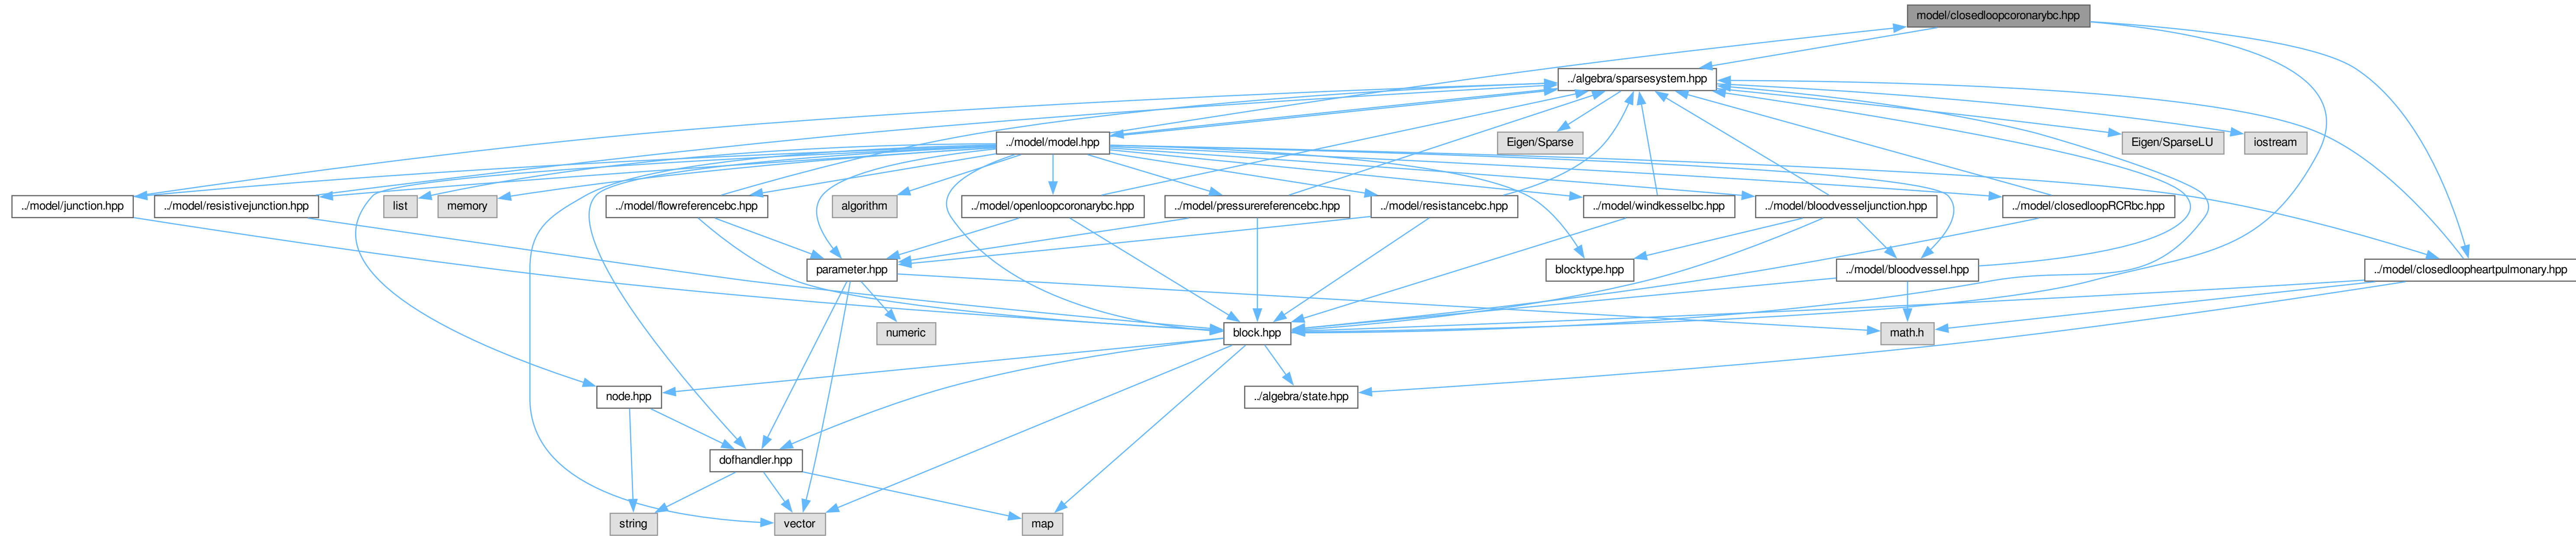 model/closedloopcoronarybc.hpp
../algebra/sparsesystem.hpp
../model/model.hpp
Eigen/Sparse
Eigen/SparseLU
iostream
../model/junction.hpp
../model/resistivejunction.hpp
list
memory
../model/flowreferencebc.hpp
algorithm
../model/openloopcoronarybc.hpp
../model/pressurereferencebc.hpp
../model/resistancebc.hpp
../model/windkesselbc.hpp
../model/bloodvesseljunction.hpp
../model/closedloopRCRbc.hpp
parameter.hpp
blocktype.hpp
../model/bloodvessel.hpp
../model/closedloopheartpulmonary.hpp
numeric
block.hpp
math.h
node.hpp
../algebra/state.hpp
dofhandler.hpp
string
vector
map